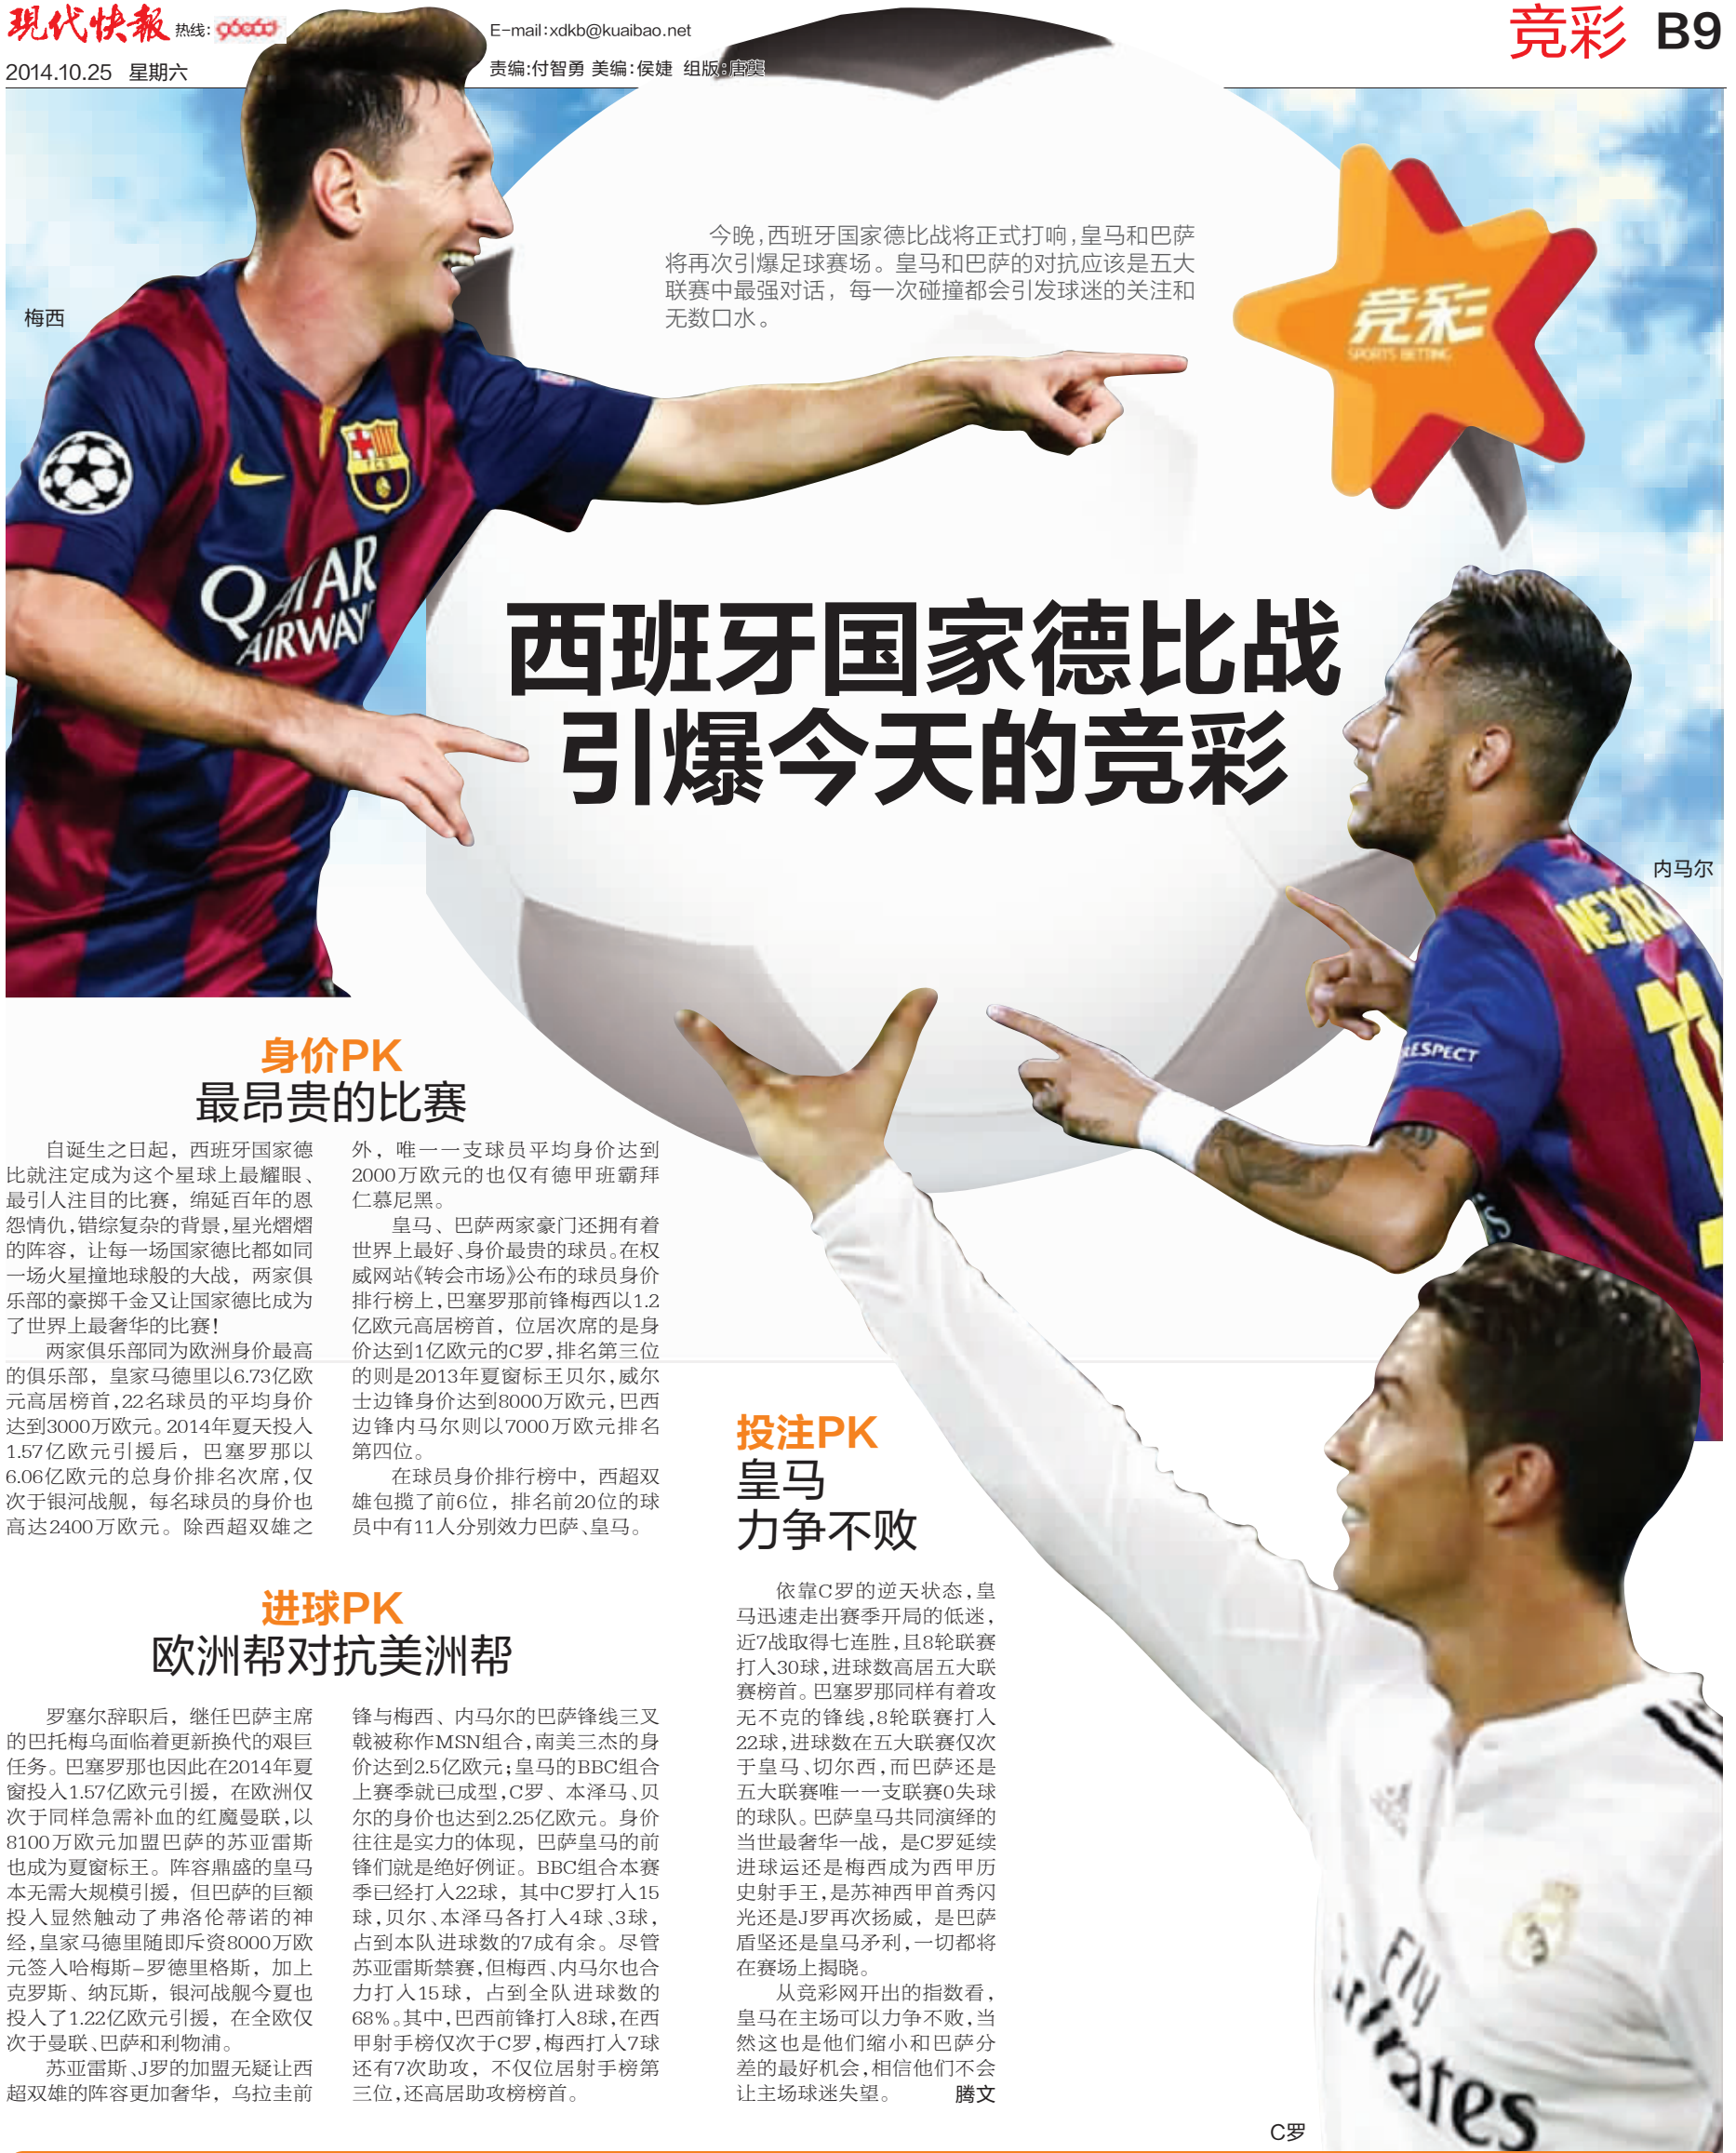 现代快报 热线:
E-mail:xdkb@kuaibao.net
竞彩 B9
2014.10.25 星期六
责编:付智勇 美编:侯婕 组版:唐龑
今晚,西班牙国家德比战将正式打响,皇马和巴萨
将再次引爆足球赛场。皇马和巴萨的对抗应该是五大
联赛中最强对话，每一次碰撞都会引发球迷的关注和
无数口水。
竞彩
SPORTS BETTING
梅西
FCB
QATAR
AIRWAY
西班牙国家德比战
引爆今天的竞彩
内马尔
RESPECT
身价PK
最昂贵的比赛
自诞生之日起，西班牙国家德
比就注定成为这个星球上最耀眼、
最引人注目的比赛，绵延百年的恩
怨情仇,错综复杂的背景,星光熠熠
的阵容，让每一场国家德比都如同
一场火星撞地球般的大战，两家俱
乐部的豪掷千金又让国家德比成为
了世界上最奢华的比赛!
两家俱乐部同为欧洲身价最高
的俱乐部，皇家马德里以6.73亿欧
元高居榜首,22名球员的平均身价
达到3000万欧元。2014年夏天投入
1.57亿欧元引援后，巴塞罗那以
6.06亿欧元的总身价排名次席,仅
次于银河战舰，每名球员的身价也
高达2400万欧元。除西超双雄之
外，唯一一支球员平均身价达到
2000万欧元的也仅有德甲班霸拜
仁慕尼黑。
皇马、巴萨两家豪门还拥有着
世界上最好、身价最贵的球员。在权
威网站《转会市场》公布的球员身价
排行榜上,巴塞罗那前锋梅西以1.2
亿欧元高居榜首，位居次席的是身
价达到1亿欧元的C罗,排名第三位
的则是2013年夏窗标王贝尔,威尔
士边锋身价达到8000万欧元,巴西
边锋内马尔则以7000万欧元排名
第四位。
在球员身价排行榜中，西超双
雄包揽了前6位，排名前20位的球
员中有11人分别效力巴萨、皇马。
进球PK
欧洲帮对抗美洲帮
罗塞尔辞职后，继任巴萨主席
的巴托梅乌面临着更新换代的艰巨
任务。巴塞罗那也因此在2014年夏
窗投入1.57亿欧元引援，在欧洲仅
次于同样急需补血的红魔曼联,以
8100万欧元加盟巴萨的苏亚雷斯
也成为夏窗标王。阵容鼎盛的皇马
本无需大规模引援，但巴萨的巨额
投入显然触动了弗洛伦蒂诺的神
经,皇家马德里随即斥资8000万欧
元签入哈梅斯-罗德里格斯，加上
克罗斯、纳瓦斯，银河战舰今夏也
投入了1.22亿欧元引援，在全欧仅
次于曼联、巴萨和利物浦。
苏亚雷斯、J罗的加盟无疑让西
超双雄的阵容更加奢华，乌拉圭前
锋与梅西、内马尔的巴萨锋线三叉
戟被称作MSN组合,南美三杰的身
价达到2.5亿欧元;皇马的BBC组合
上赛季就已成型,C罗、本泽马、贝
尔的身价也达到2.25亿欧元。身价
往往是实力的体现，巴萨皇马的前
锋们就是绝好例证。BBC组合本赛
季已经打入22球，其中C罗打入15
球,贝尔、本泽马各打入4球、3球，
占到本队进球数的7成有余。尽管
苏亚雷斯禁赛,但梅西、内马尔也合
力打入15球，占到全队进球数的
68%。其中,巴西前锋打入8球,在西
甲射手榜仅次于C罗,梅西打入7球
还有7次助攻，不仅位居射手榜第
三位,还高居助攻榜榜首。
投注PK
皇马
力争不败
依靠C罗的逆天状态,皇
马迅速走出赛季开局的低迷，
近7战取得七连胜,且8轮联赛
打入30球,进球数高居五大联
赛榜首。巴塞罗那同样有着攻
无不克的锋线,8轮联赛打入
22球,进球数在五大联赛仅次
于皇马、切尔西,而巴萨还是
五大联赛唯一一支联赛0失球
的球队。巴萨皇马共同演绎的
当世最奢华一战，是C罗延续
进球运还是梅西成为西甲历
史射手王,是苏神西甲首秀闪
光还是J罗再次扬威，是巴萨
盾坚还是皇马矛利,一切都将
在赛场上揭晓。
从竞彩网开出的指数看，
皇马在主场可以力争不败,当
然这也是他们缩小和巴萨分
差的最好机会,相信他们不会
让主场球迷失望。 腾文
Fly
C罗